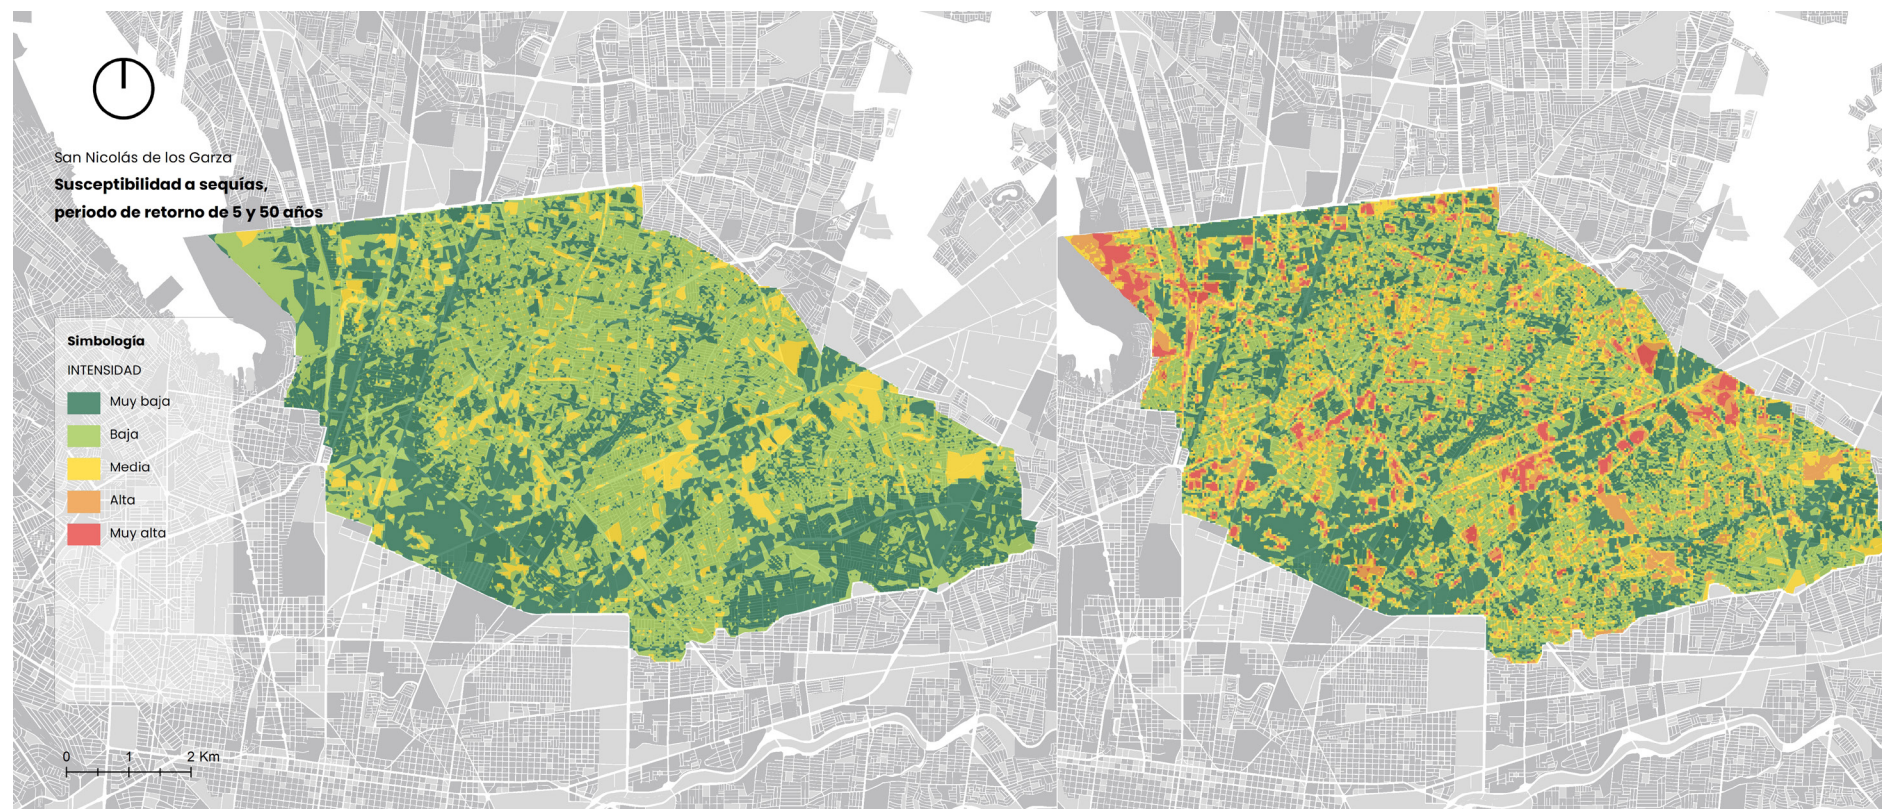 San Nicolás de los Garza
Susceptibilidad a sequías,
periodo de retorno de 5 y 50 años
Simbología
INTENSIDAD
Muy baja
Baja
Media
Alta
Muy alta
0 1 2 Km